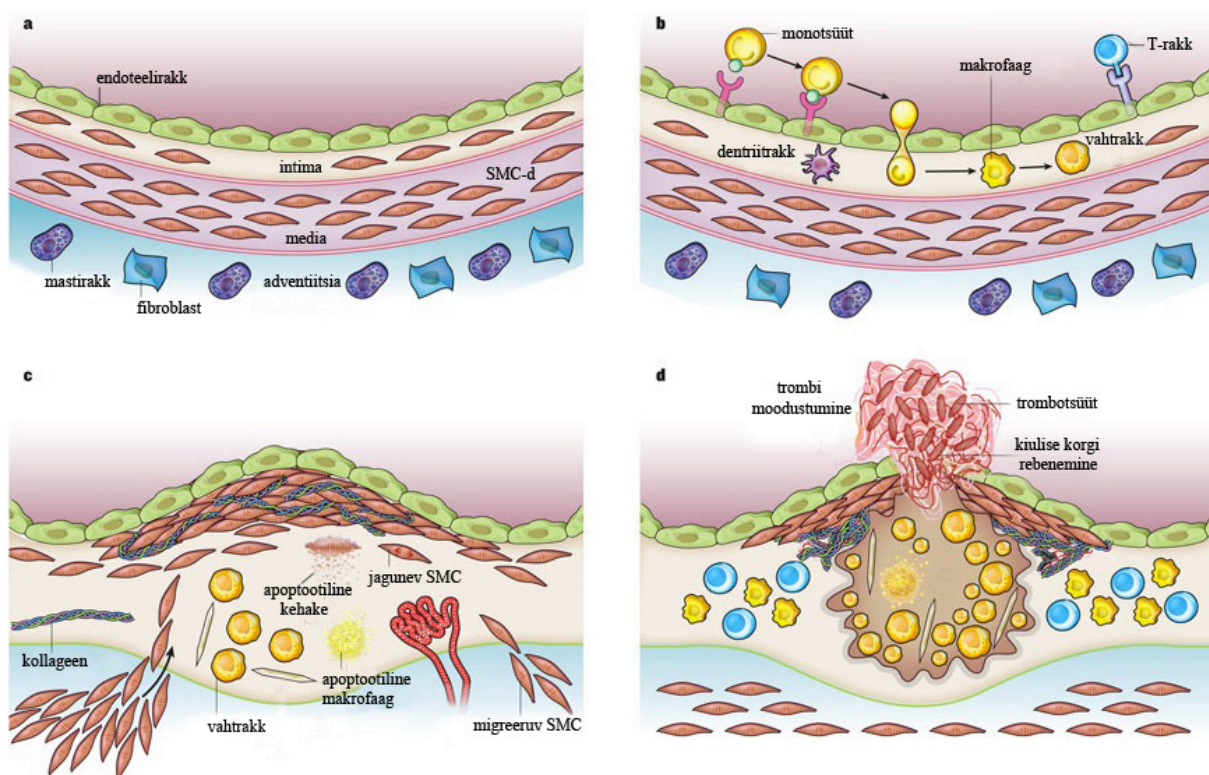 a
endoteelirakk
intima
SMC-d
media
mastirakk
fibroblast
adventiitsia
b
monotsüüt
makrofaag
T-rakk
dentriitrakk
vahtrakk
c
apoptootiline
kehake
jagunev SMC
kollageen
vahtrakk
apoptootiline
makrofaag
migreeruv SMC
d
trombi
moodustumine
trombotsüüt
kiulise korgi
rebenemine